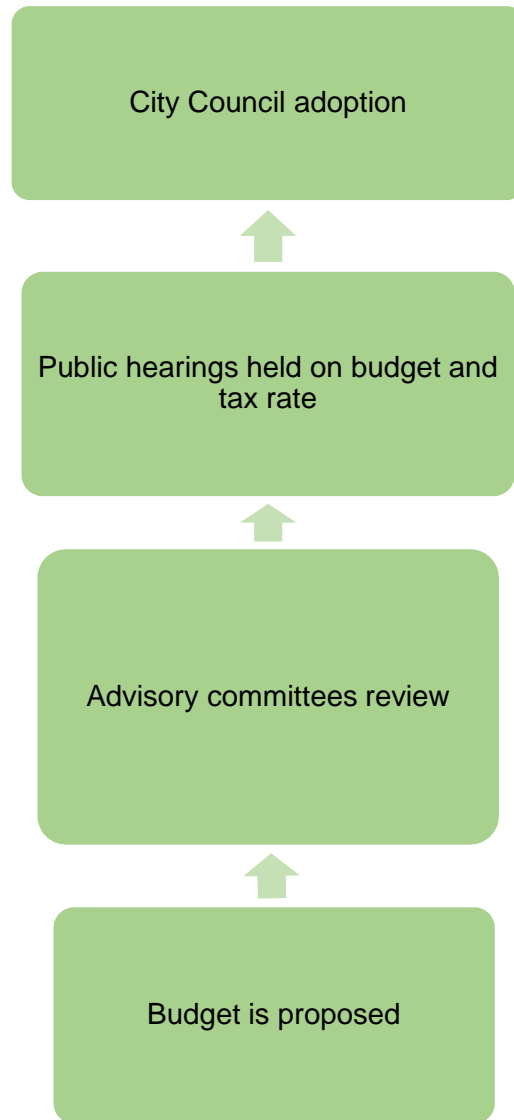 City Council adoption
Public hearings held on budget and
tax rate
Advisory committees review
Budget is proposed